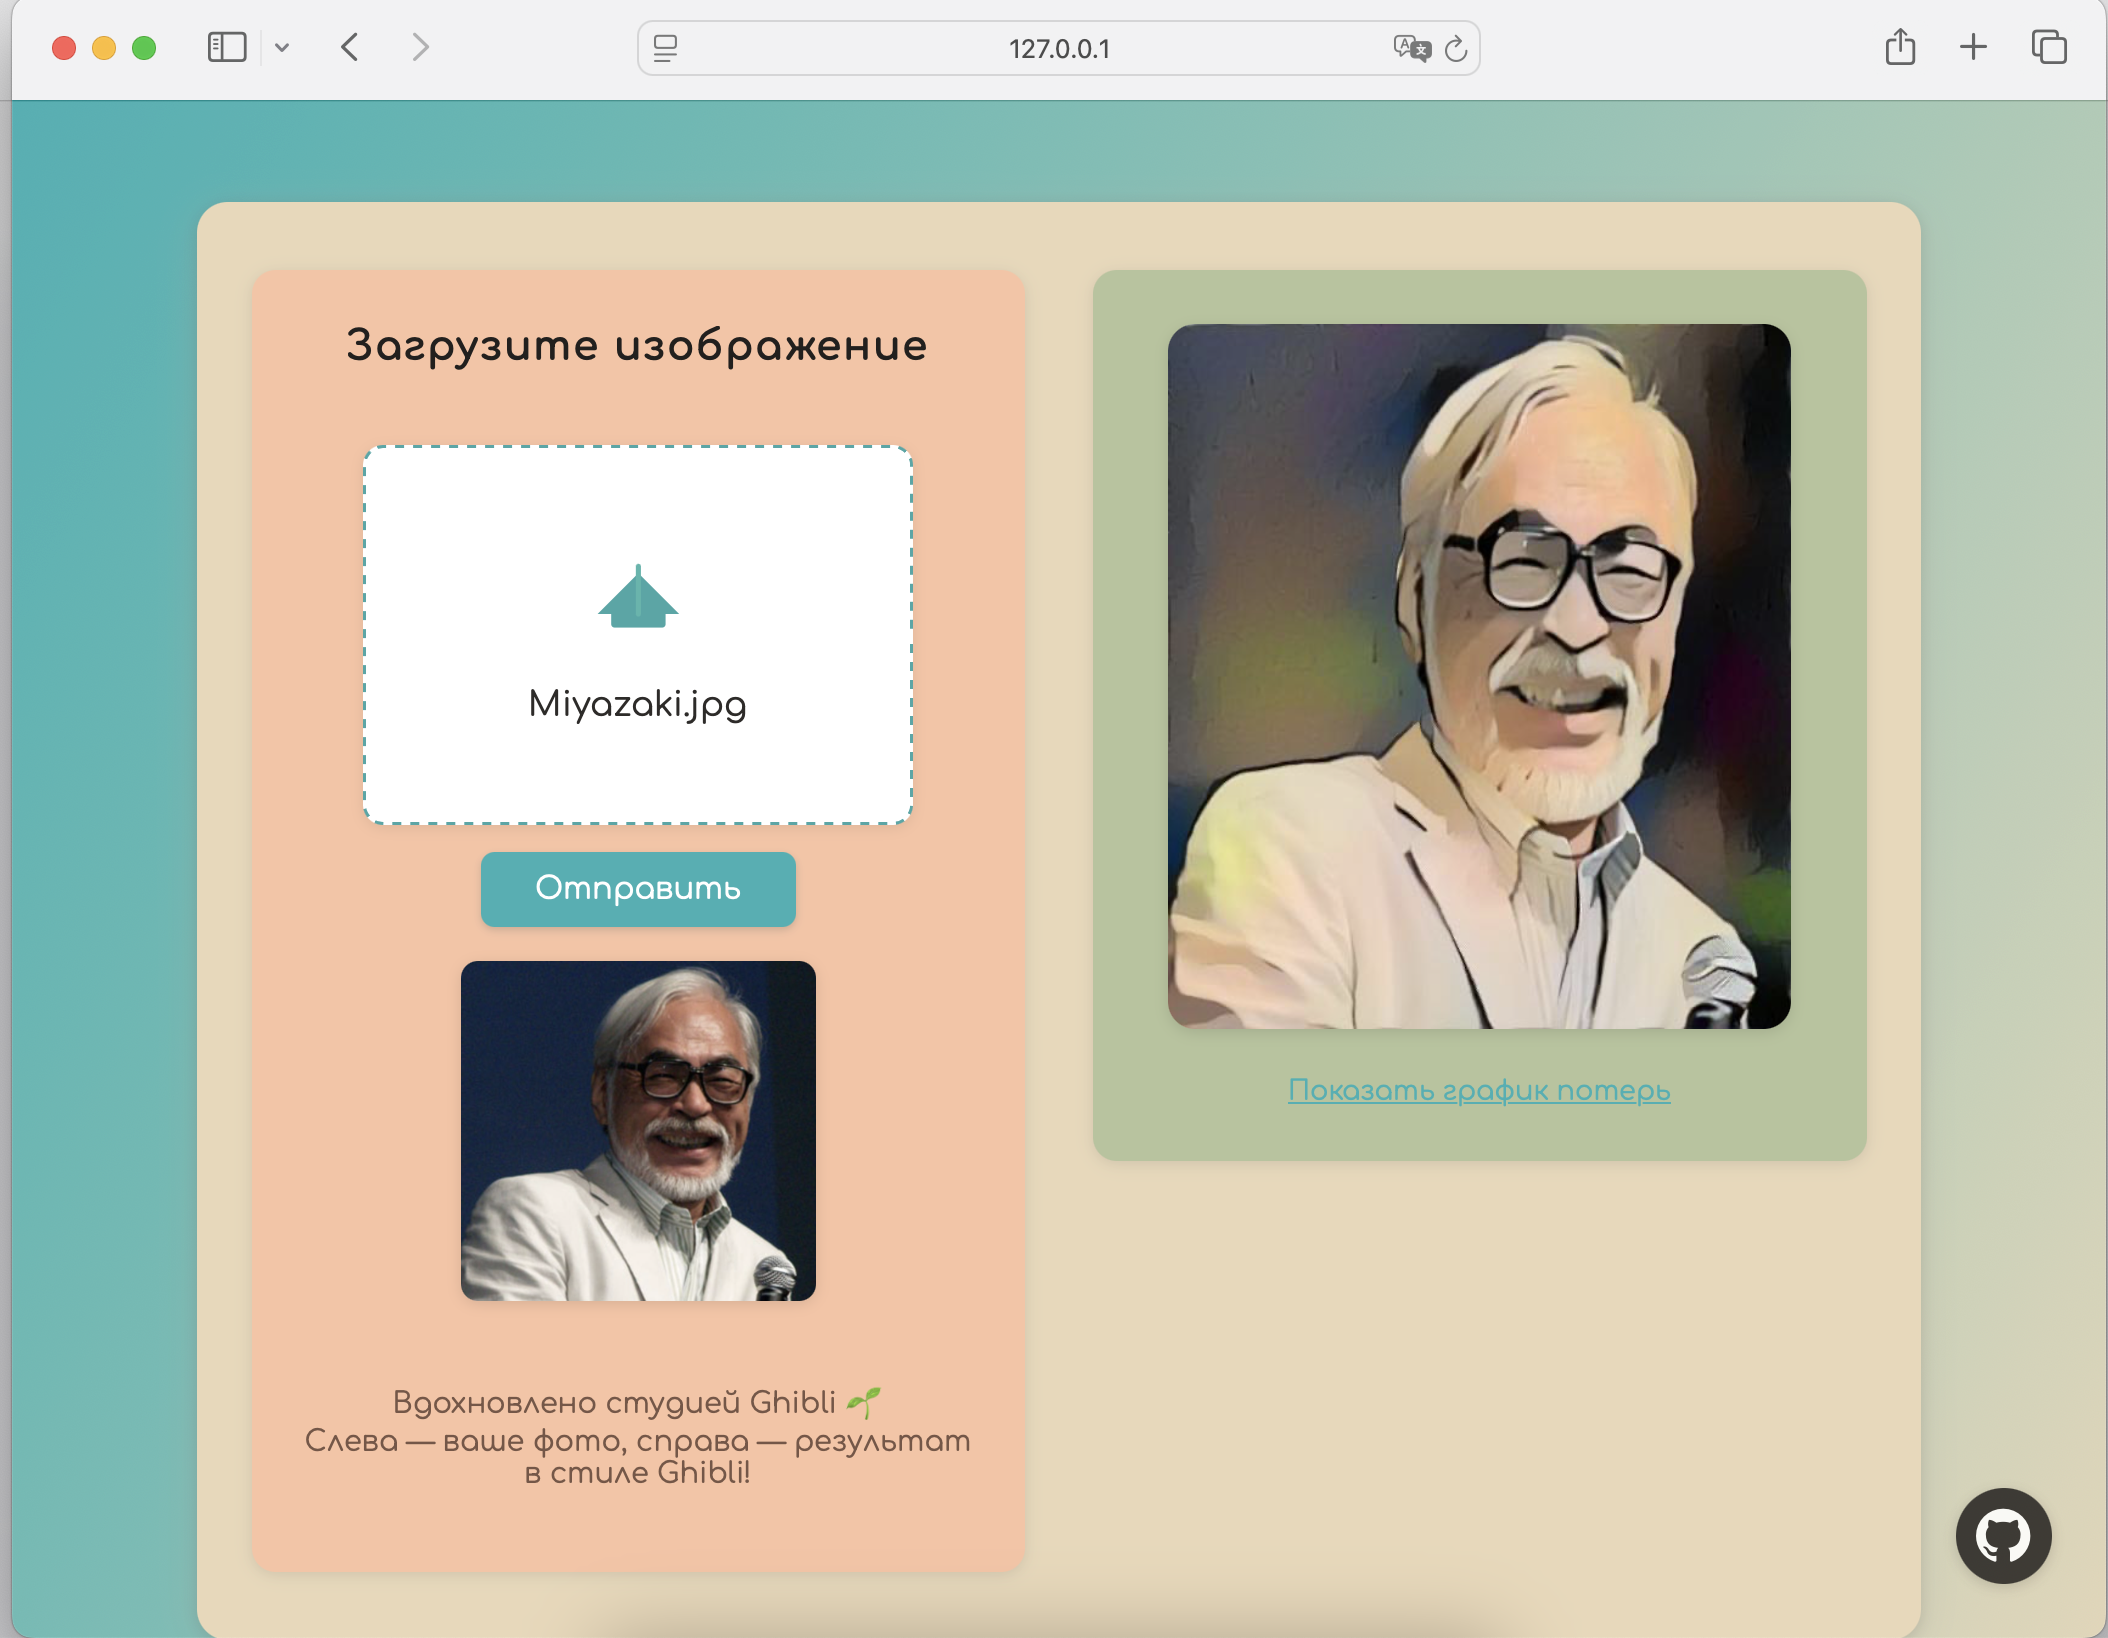 127.0.0.1
Загрузите изображение
Miyazaki.jpg
Отправить
Вдохновлено студией Ghibli 🌱
Слева — ваше фото, справа — результат
в стиле Ghibli!
Показать график потерь